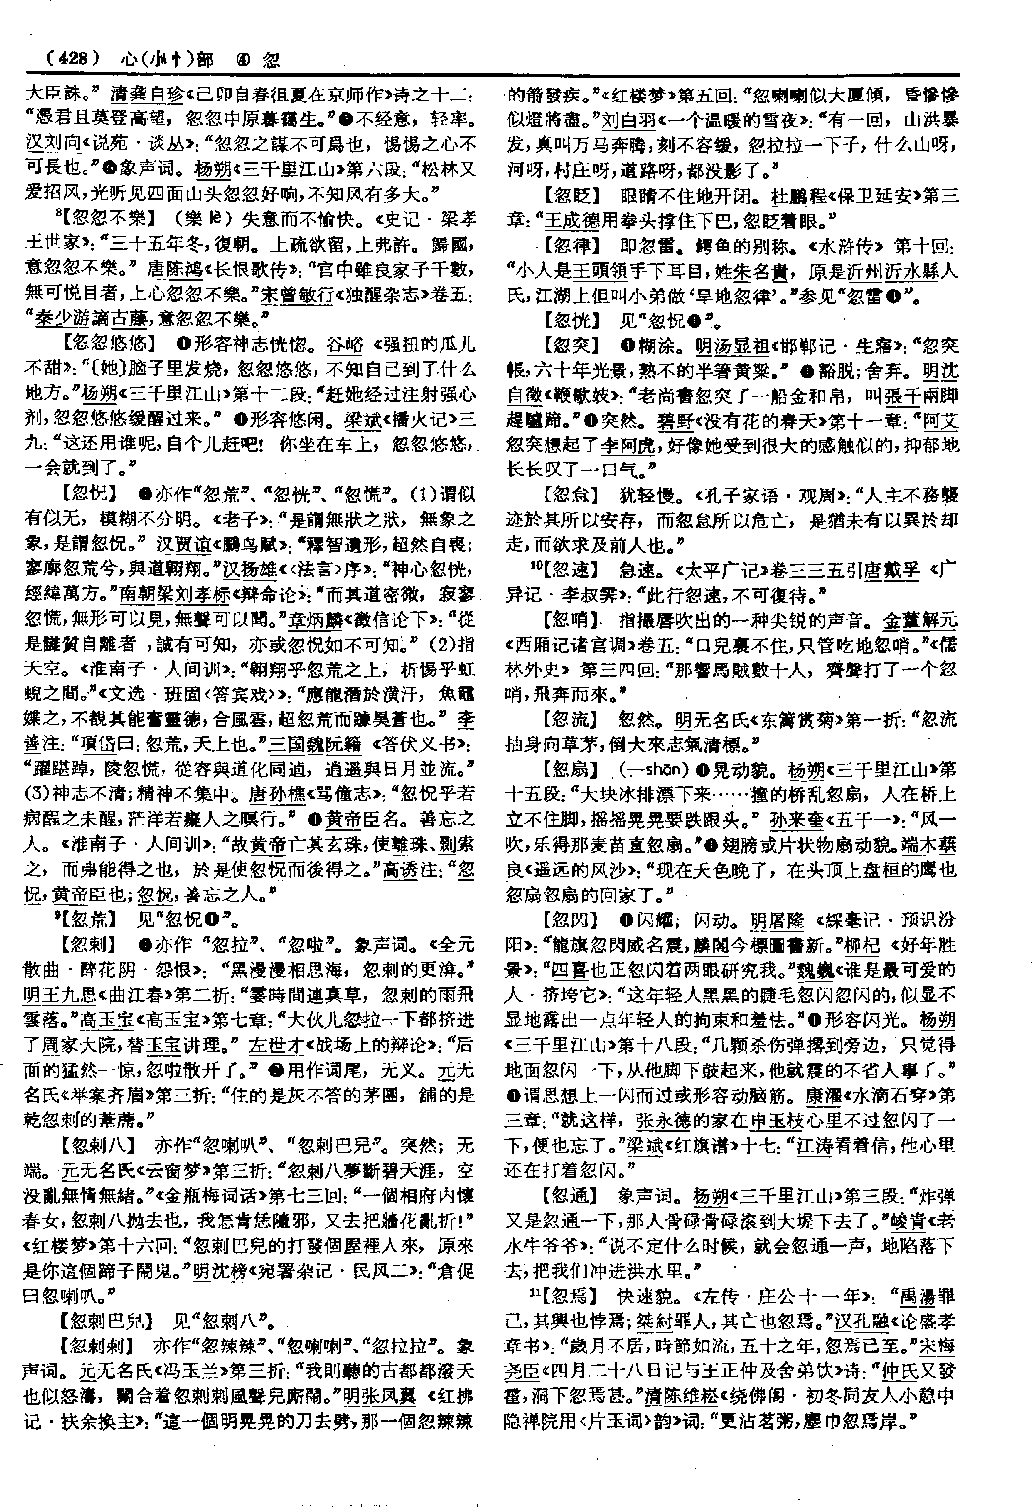 (428) 心(小忄)部 ④ 忽
大臣誅。”清龚自珍《己卯自春徂夏在京师作》诗之十二：
“愚君且莫登高望，忽忽中原暮靄生。”❸不经意，轻率。
汉刘向《说苑·谈丛》：“忽忽之謀不可爲也，惕惕之心不
可長也。”❹象声词。杨朔《三千里江山》第六段：“松林又
爱招风，光听见四面山头忽忽好响，不知风有多大。”
⁸【忽忽不樂】（樂 lè）失意而不愉快。《史记·梁孝
王世家》：“三十五年冬，復朝。上疏欲留，上弗許。歸國，
意忽忽不樂。”唐陈鸿《长恨歌传》：“宫中雖良家子千數，
無可悦目者，上心忽忽不樂。”宋曾敏行《独醒杂志》卷五：
“秦少游謫古藤，意忽忽不樂。”
【忽忽悠悠】❶形容神志恍惚。谷峪《强扭的瓜儿
不甜》：“〔她〕脑子里发烧，忽忽悠悠，不知自己到了什么
地方。”杨朔《三千里江山》第十二段：“赶她经过注射强心
剂，忽忽悠悠缓醒过来。”❷形容悠闲。梁斌《播火记》三
九：“这还用谁呢，自个儿赶吧！你坐在车上，忽忽悠悠，
一会就到了。”
【忽怳】❶亦作“忽荒”、“忽恍”、“忽慌”。(1)谓似
有似无，模糊不分明。《老子》：“是謂無狀之狀，無象之
象，是謂忽怳。”汉贾谊《鵩鸟赋》：“釋智遺形，超然自喪；
寥廓忽荒兮，與道翱翔。”汉扬雄《〈法言〉序》：“神心忽恍，
經緯萬方。”南朝梁刘孝标《辩命论》：“而其道密微，寂寥
忽慌，無形可以見，無聲可以聞。”章炳麟《徵信论下》：“從
是縣質自離者，誠有可知，亦或忽怳如不可知。”(2)指
天空。《淮南子·人间训》：“翱翔乎忽荒之上，析惕乎虹
蜺之間。”《文选·班固〈答宾戏〉》：“應龍潛於潢汙，魚黿
媟之，不覩其能奮靈德，合風雲，超忽荒而躆昊蒼也。”李
善注：“項岱曰：忽荒，天上也。”三国魏阮籍《答伏义书》：
“躍踸踔，陵忽慌，從容與道化同逌，逍遥與日月並流。”
(3)神志不清；精神不集中。唐孙樵《骂僮志》：“忽怳乎若
病酲之未醒，茫洋若癡人之暝行。”❷黄帝臣名。善忘之
人。《淮南子·人间训》：“故黄帝亡其玄珠，使離珠、剟索
之，而弗能得之也，於是使忽怳而後得之。”高诱注：“忽
怳，黄帝臣也；忽怳，善忘之人。”
⁹【忽荒】 见“忽怳❶”。
【忽剌】❶亦作“忽拉”、“忽啦”。象声词。《全元
散曲·醉花阴·怨恨》：“黑漫漫相思海，忽剌的更渰。”
明王九思《曲江春》第二折：“霎時間連真草，忽剌的雨飛
雲落。”高玉宝《高玉宝》第七章：“大伙儿忽拉一下都挤进
了周家大院，替玉宝讲理。”左世才《战场上的辩论》：“后
面的猛然一惊，忽啦散开了。”❷用作词尾，无义。元无
名氏《举案齐眉》第三折：“住的是灰不答的茅團，鋪的是
乾忽剌的葦蓆。”
【忽剌八】 亦作“忽喇叭”、“忽剌巴兒”。突然；无
端。元无名氏《云窗梦》第三折：“忽剌八夢斷碧天涯，空
没亂無情無緒。”《金瓶梅词话》第七三回：“一個相府内懷
春女，忽剌八抛去也，我怎肯恁隨邪，又去把牆花亂折！”
《红楼梦》第十六回：“忽剌巴兒的打發個屋裡人來，原來
是你這個蹄子鬧鬼。”明沈榜《宛署杂记·民风二》：“倉促
曰忽喇叭。”
【忽剌巴兒】 见“忽剌八”。
【忽剌剌】 亦作“忽辣辣”、“忽喇喇”、“忽拉拉”。象
声词。元无名氏《冯玉兰》第三折：“我則聽的古都都潑天
也似怒濤，閣合着忽剌剌風聲兒廝鬧。”明张凤翼《红拂
记·扶余换主》：“這一個明晃晃的刀去劈，那一個忽辣辣
的箭發疾。”《红楼梦》第五回：“忽喇喇似大厦傾，昏慘慘
似燈將盡。”刘白羽《一个温暖的雪夜》：“有一回，山洪暴
发，真叫万马奔腾，刻不容缓，忽拉拉一下子，什么山呀，
河呀，村庄呀，道路呀，都没影了。”
【忽眨】 眼睛不住地开闭。杜鹏程《保卫延安》第三
章：“王成德用拳头撑住下巴，忽眨着眼。”
【忽律】 即忽雷。鳄鱼的别称。《水浒传》第十回：
“小人是王頭領手下耳目，姓朱名貴，原是沂州沂水縣人
氏，江湖上但叫小弟做‘旱地忽律’。”参见“忽雷❶”。
【忽恍】 见“忽怳❶”。
【忽突】 ❶糊涂。明汤显祖《邯郸记·生寤》：“忽突
帳，六十年光景，熟不的半箸黄粱。”❷豁脱；舍弃。明沈
自徵《鞭歌妓》：“老尚書忽突了一船金和帛，叫張千兩脚
趕驢蹄。”❸突然。碧野《没有花的春天》第十一章：“阿艾
忽突想起了李阿虎，好像她受到很大的感触似的，抑郁地
长长叹了一口气。”
【忽怠】 犹轻慢。《孔子家语·观周》：“人主不務襲
迹於其所以安存，而忽怠所以危亡，是猶未有以異於却
走，而欲求及前人也。”
¹⁰【忽速】 急速。《太平广记》卷三三五引唐戴孚《广
异记·李叔霁》：“此行忽速，不可復待。”
【忽哨】 指撮唇吹出的一种尖锐的声音。金董解元
《西厢记诸宫调》卷五：“口兒裏不住，只管吃地忽哨。”《儒
林外史》第三四回：“那響馬賊數十人，齊聲打了一个忽
哨，飛奔而來。”
【忽流】 忽然。明无名氏《东篱赏菊》第一折：“忽流
抽身向草茅，倒大來志氣清標。”
【忽扇】（—shān）❶晃动貌。杨朔《三千里江山》第
十五段：“大块冰排漂下来……撞的桥乱忽扇，人在桥上
立不住脚，摇摇晃晃要跌跟头。”孙来奎《五千一》：“风一
吹，乐得那麦苗直忽扇。”❷翅膀或片状物扇动貌。端木蕻
良《遥远的风沙》：“现在天色晚了，在头顶上盘桓的鹰也
忽扇忽扇的回家了。”
【忽闪】 ❶闪耀；闪动。明屠隆《綵毫记·预识汾
阳》：“龍旗忽閃威名震，麟閣今標圖畫新。”柳杞《好年胜
景》：“四喜也正忽闪着两眼研究我。”魏巍《谁是最可爱的
人·挤垮它》：“这年轻人黑黑的睫毛忽闪忽闪的，似显不
显地露出一点年轻人的拘束和羞怯。”❷形容闪光。杨朔
《三千里江山》第十八段：“几颗杀伤弹撂到旁边，只觉得
地面忽闪一下，从他脚下鼓起来，他就震的不省人事了。”
❸谓思想上一闪而过或形容动脑筋。康濯《水滴石穿》第
三章：“就这样，张永德的家在申玉枝心里不过忽闪了一
下，便也忘了。”梁斌《红旗谱》十七：“江涛看着信，他心里
还在打着忽闪。”
【忽通】 象声词。杨朔《三千里江山》第三段：“炸弹
又是忽通一下，那人骨碌骨碌滚到大堤下去了。”峻青《老
水牛爷爷》：“说不定什么时候，就会忽通一声，地陷落下
去，把我们冲进洪水里。”
¹¹【忽焉】 快速貌。《左传·庄公十一年》：“禹湯罪
己，其興也悖焉；桀紂罪人，其亡也忽焉。”汉孔融《论盛孝
章书》：“歲月不居，時節如流，五十之年，忽焉已至。”宋梅
尧臣《四月二十八日记与王正仲及舍弟饮》诗：“仲氏又發
霍，洞下忽焉甚。”清陈维崧《绕佛阁·初冬同友人小憩中
隐禅院用〈片玉词〉韵》词：“更沾茗粥，塵巾忽焉岸。”